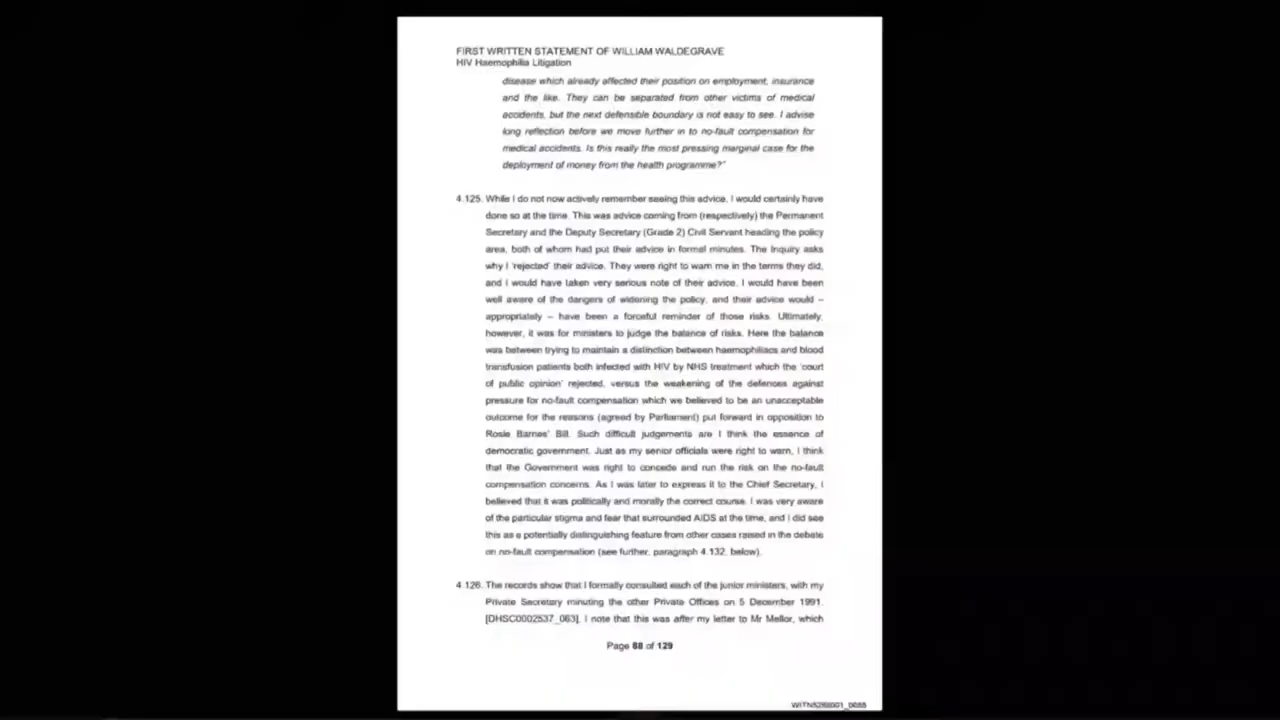 FIRST WRITTEN STATEMENT OF WILLIAM WALDEGRAVE
HIV Haemophilia Litigation
disease which already affected their position on employment, insurance
and the like. They can be separated from other victims of medical
accidents, but the next defensible boundary is not easy to see. I advise
long reflection before we move further in to no-fault compensation for
medical accidents. Is this really the most pressing marginal case for the
deployment of money from the health programme?"
4.125. While I do not now actively remember seeing this advice, I would certainly have
done so at the time. This was advice coming from (respectively) the Permanent
Secretary and the Deputy Secretary (Grade 2) Civil Servant heading the policy
area, both of whom had put their advice in formal minutes. The Inquiry asks
why I 'rejected' their advice. They were right to warn me in the terms they did,
and I would have taken very serious note of their advice. I would have been
well aware of the dangers of widening the policy, and their advice would –
appropriately – have been a forceful reminder of those risks. Ultimately,
however, it was for ministers to judge the balance of risks. Here the balance
was between trying to maintain a distinction between haemophiliacs and blood
transfusion patients both infected with HIV by NHS treatment which the 'court
of public opinion' rejected, versus the weakening of the defences against
pressure for no-fault compensation which we believed to be an unacceptable
outcome for the reasons (agreed by Parliament) put forward in opposition to
Rosie Barnes' Bill. Such difficult judgements are I think the essence of
democratic government. Just as my senior officials were right to warn, I think
that the Government was right to concede and run the risk on the no-fault
compensation concerns. As I was later to express it to the Chief Secretary, I
believed that it was politically and morally the correct course. I was very aware
of the particular stigma and fear that surrounded AIDS at the time, and I did see
this as a potentially distinguishing feature from other cases raised in the debate
on no-fault compensation (see further, paragraph 4.132, below).
4.126. The records show that I formally consulted each of the junior ministers, with my
Private Secretary minuting the other Private Offices on 5 December 1991.
[DHSC0002537_063]. I note that this was after my letter to Mr Mellor, which
Page 88 of 129